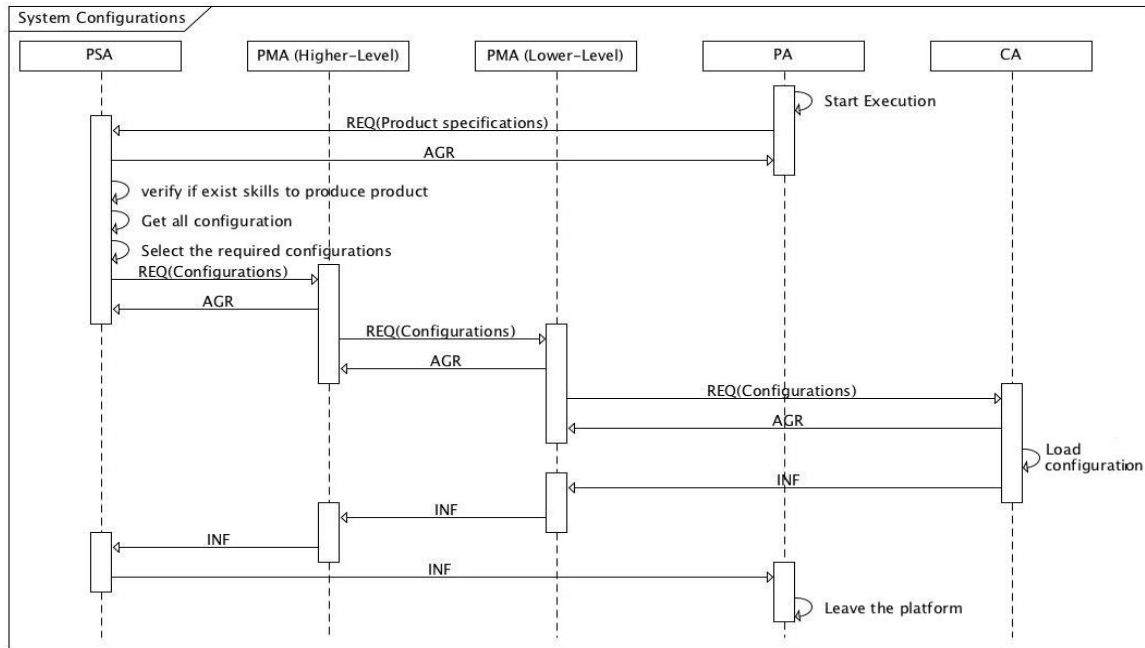 System Configurations
PSA
PMA (Higher-Level)
PMA (Lower-Level)
PA
CA
Start Execution
REQ(Product specifications)
AGR
verify if exist skills to produce product
Get all configuration
Select the required configurations
REQ(Configurations)
AGR
REQ(Configurations)
AGR
REQ(Configurations)
AGR
Load
configuration
INF
INF
INF
INF
Leave the platform